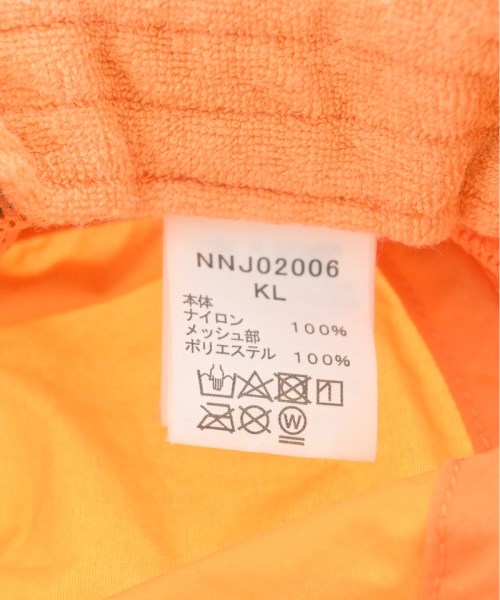 NNJ02006
KL
本体
ナイロン 100%
メッシュ部
ポリエステル 100%
W